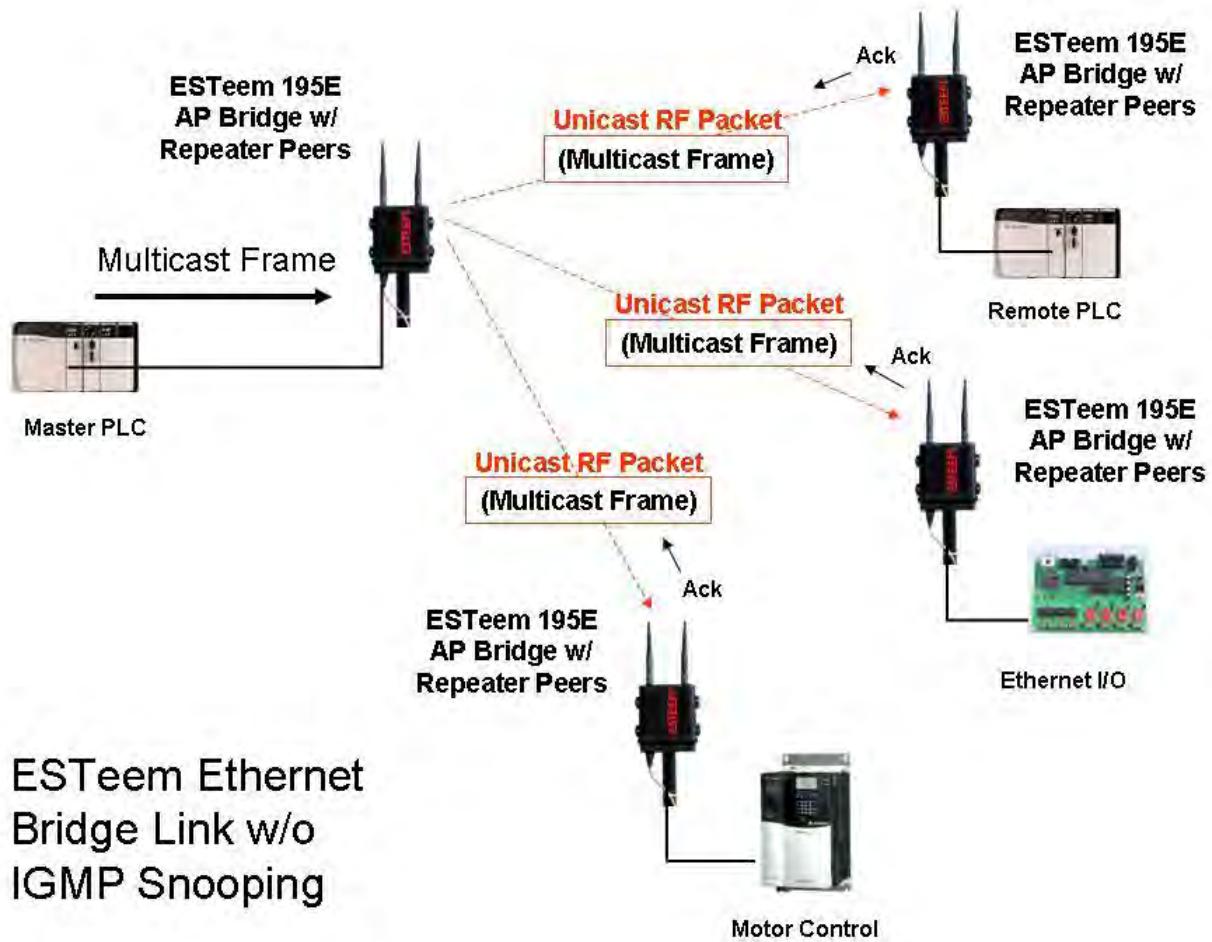 ESTeem 195E
AP Bridge w/
Repeater Peers
Multicast Frame
Master PLC
Unicast RF Packet
(Multicast Frame)
Ack
ESTeem 195E
AP Bridge w/
Repeater Peers
Remote PLC
Unicast RF Packet
(Multicast Frame)
Ack
ESTeem 195E
AP Bridge w/
Repeater Peers
Ethernet I/O
Unicast RF Packet
(Multicast Frame)
Ack
ESTeem 195E
AP Bridge w/
Repeater Peers
Motor Control
ESTeem Ethernet
Bridge Link w/o
IGMP Snooping